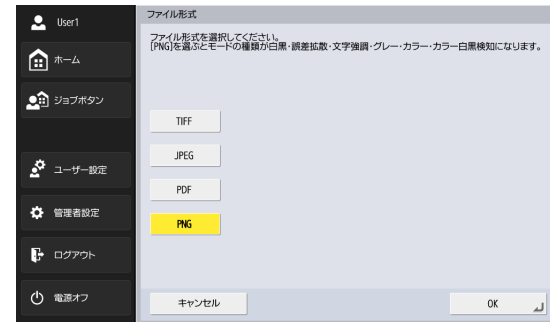 User1
ホーム
ジョブボタン
ユーザー設定
管理者設定
ログアウト
電源オフ
ファイル形式
ファイル形式を選択してください。
[PNG]を選ぶとモードの種類が白黒・誤差拡散・文字強調・グレー・カラー・カラー白黒検知になります。
TIFF
JPEG
PDF
PNG
キャンセル
OK